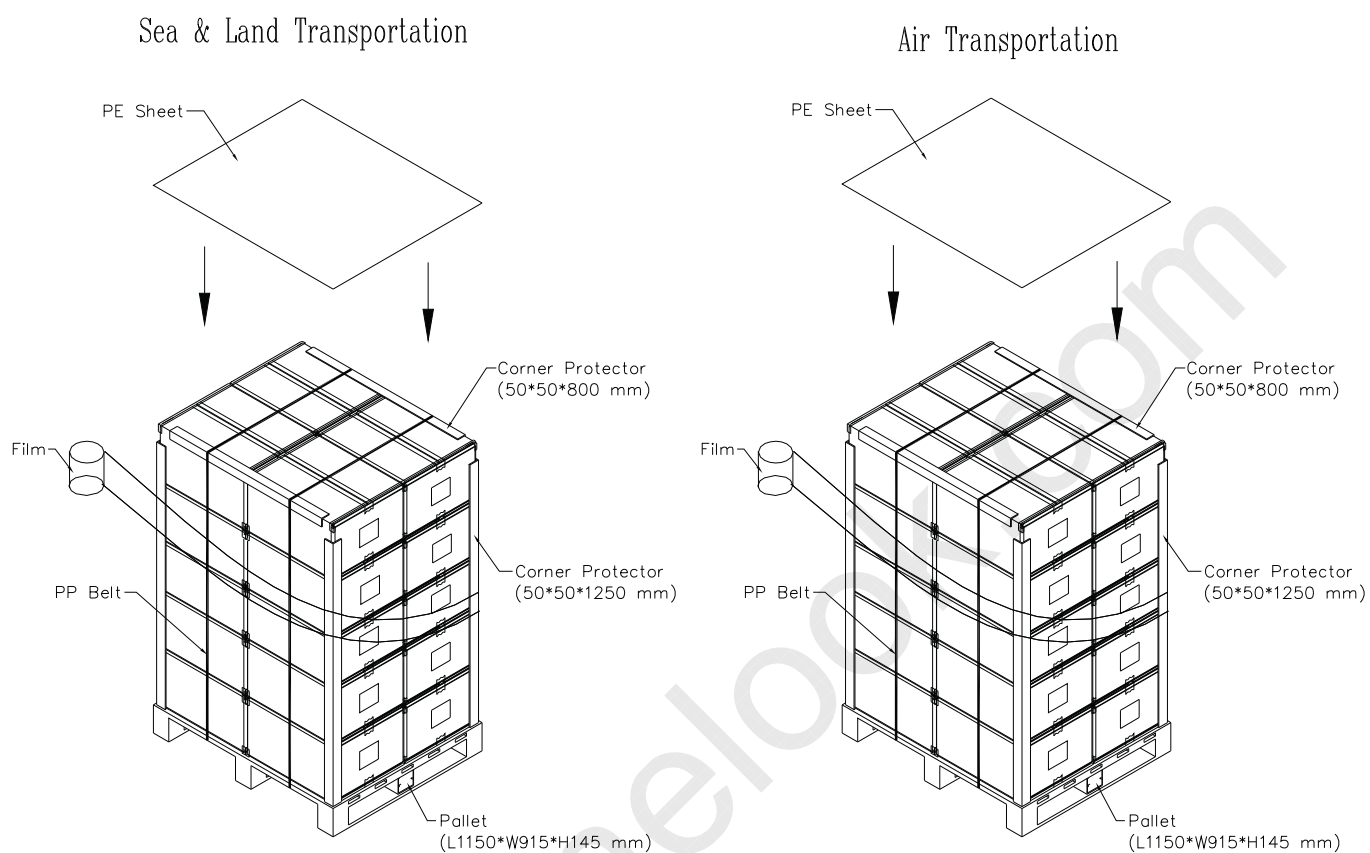 Sea & Land Transportation
PE Sheet
Corner Protector
(50*50*800 mm)
Film
Corner Protector
(50*50*1250 mm)
PP Belt
Pallet
(L1150*W915*H145 mm)
Air Transportation
PE Sheet
Corner Protector
(50*50*800 mm)
Film
Corner Protector
(50*50*1250 mm)
PP Belt
Pallet
(L1150*W915*H145 mm)